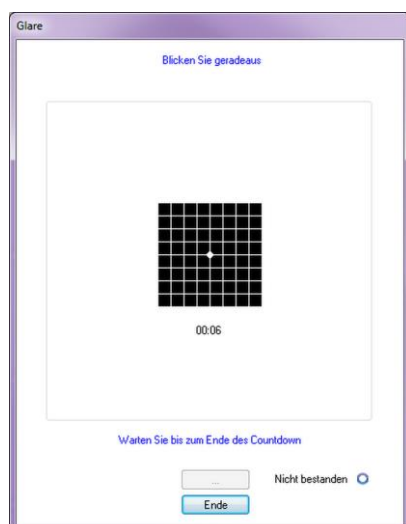 Glare
Blicken Sie geradeaus
00:06
Warten Sie bis zum Ende des Countdown
...
Nicht bestanden
Ende